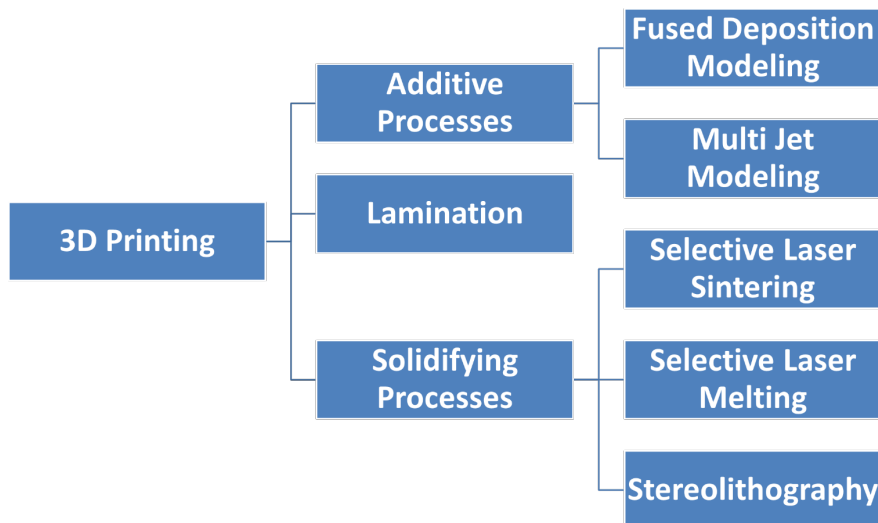 3D Printing
Additive
Processes
Lamination
Solidifying
Processes
Fused Deposition
Modeling
Multi Jet
Modeling
Selective Laser
Sintering
Selective Laser
Melting
Stereolithography